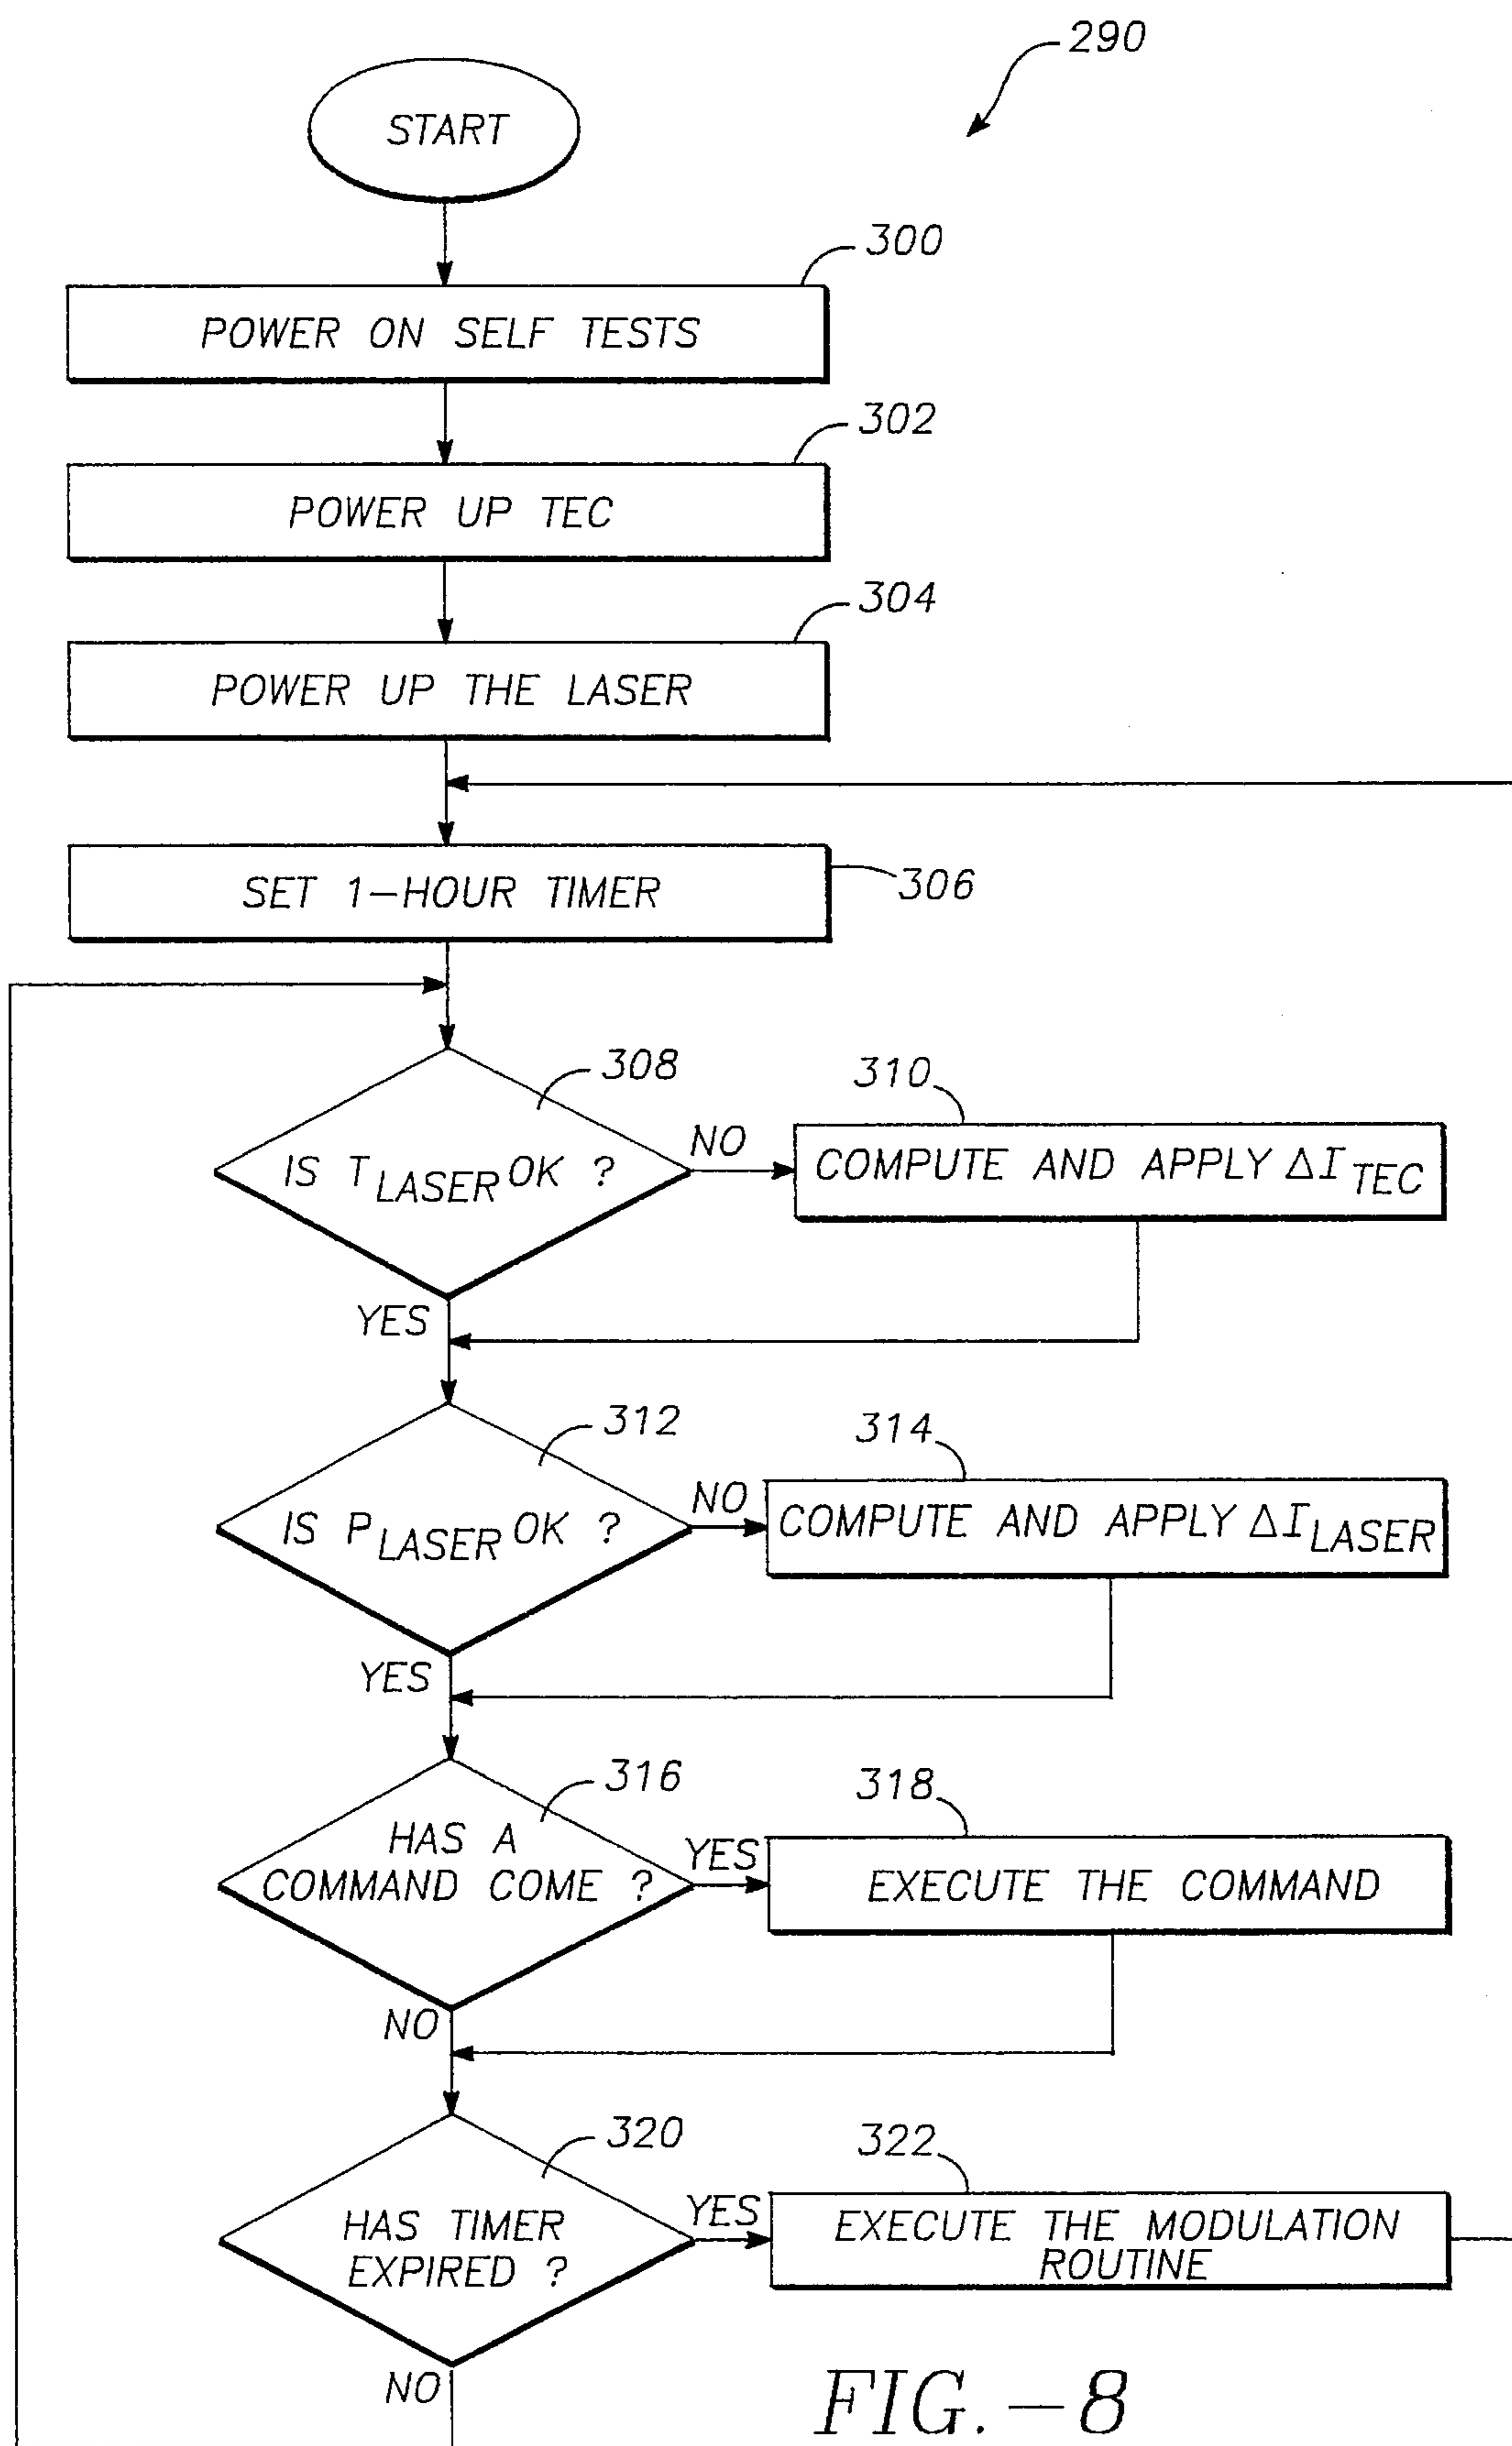 290
START
300
POWER ON SELF TESTS
302
POWER UP TEC
304
POWER UP THE LASER
SET 1-HOUR TIMER
306
308
310
IS TLASER OK ?
NO
COMPUTE AND APPLY ΔITEC
YES
312
314
IS PLASER OK ?
NO
COMPUTE AND APPLY ΔILASER
YES
316
318
HAS A
COMMAND COME ?
YES
EXECUTE THE COMMAND
NO
320
322
HAS TIMER
EXPIRED ?
YES
EXECUTE THE MODULATION
ROUTINE
NO
FIG.-8